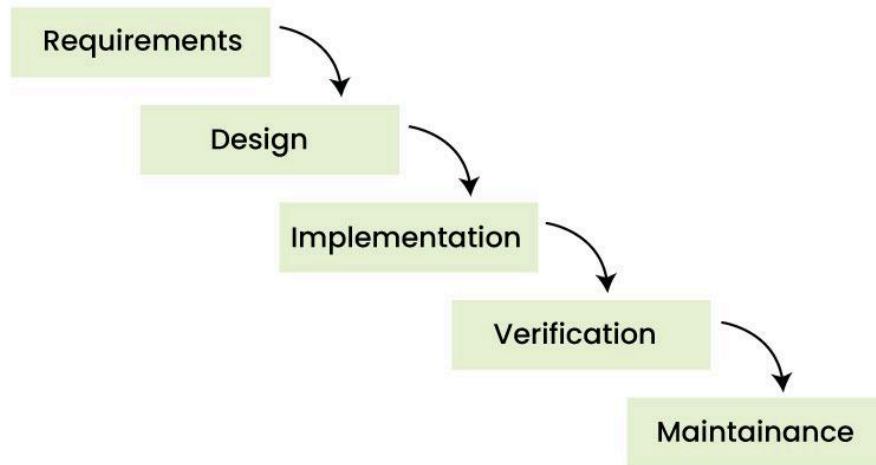 Requirements
Design
Implementation
Verification
Maintainance